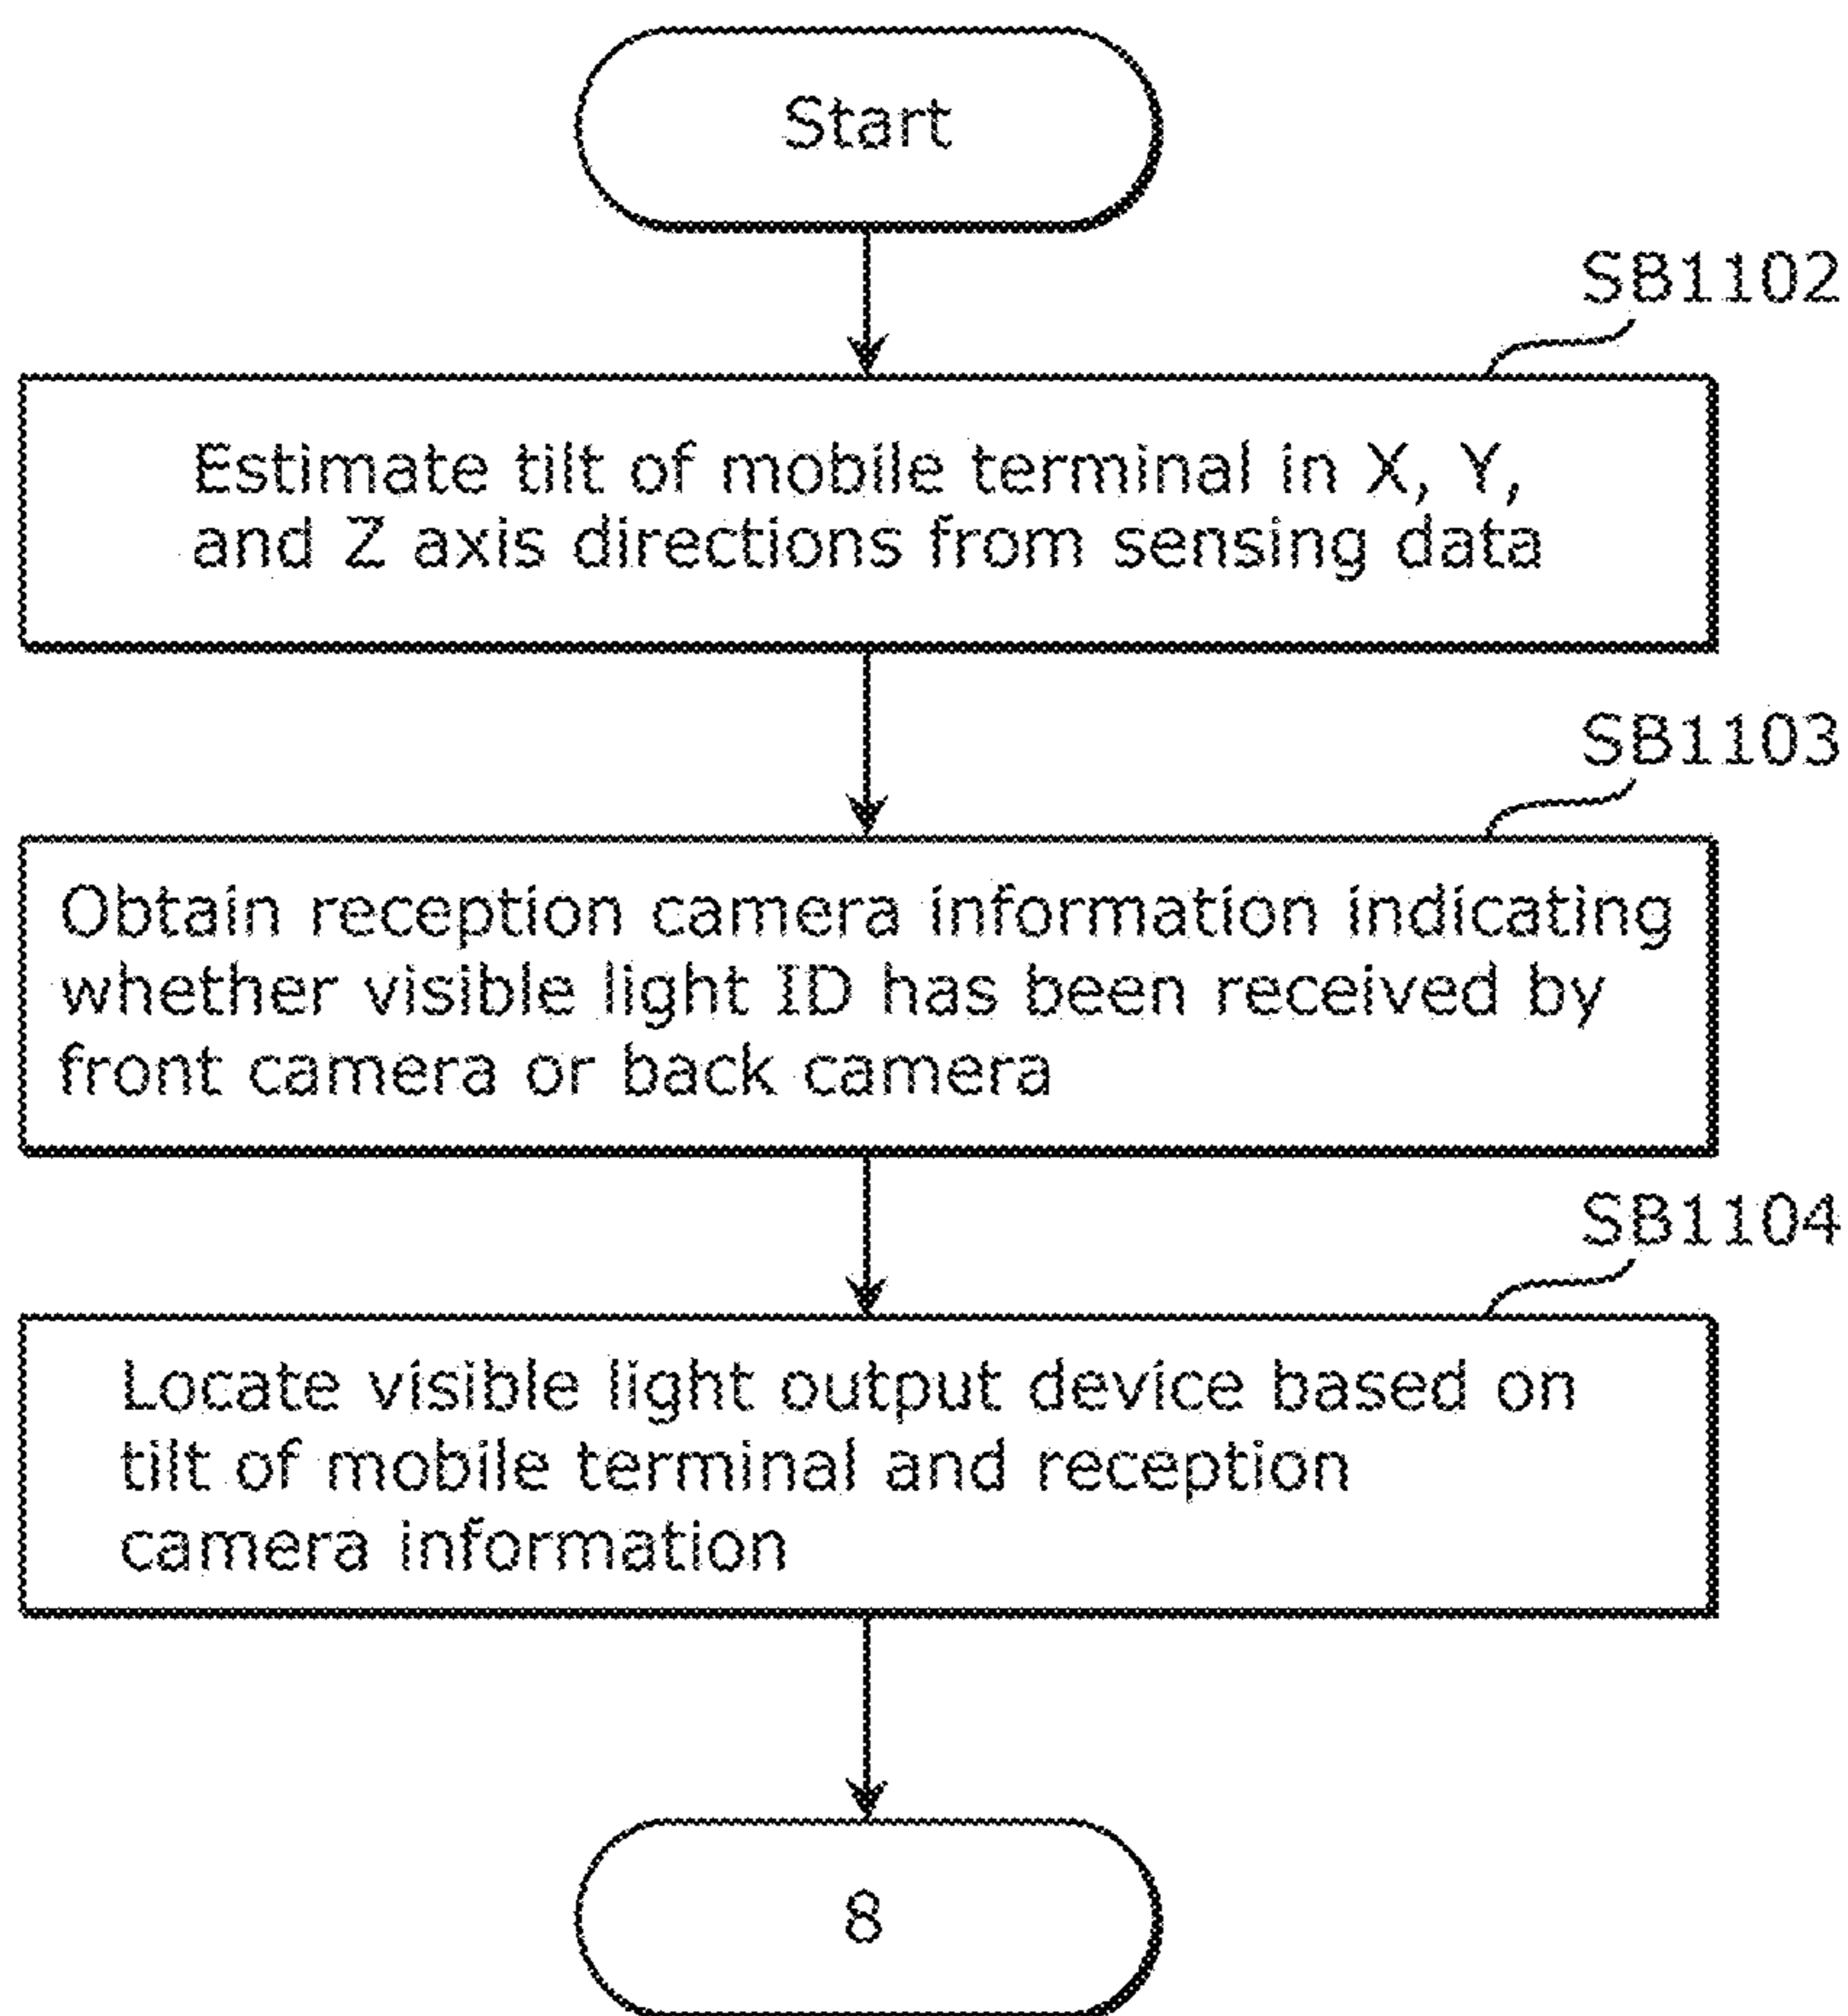 Start
SB1102
Estimate tilt of mobile terminal in X, Y,
and Z axis directions from sensing data
SB1103
Obtain reception camera information indicating
whether visible light ID has been received by
front camera or back camera
SB1104
Locate visible light output device based on
tilt of mobile terminal and reception
camera information
8